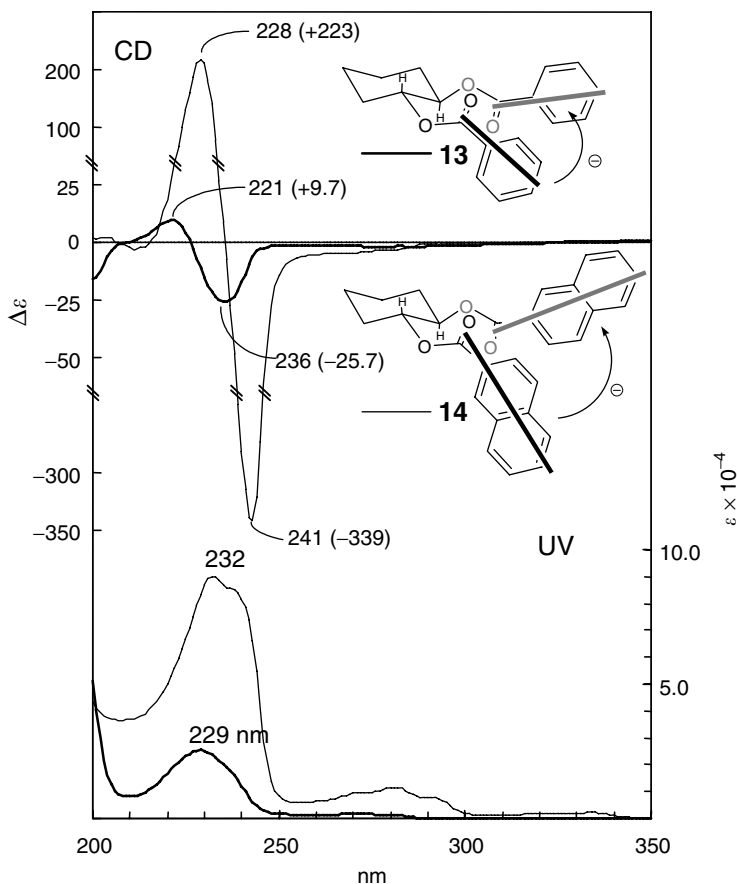 CD
228 (+223)
200
100
25
0
−25
−50
−300
−350
Δε
221 (+9.7)
236 (−25.7)
241 (−339)
H
H
O
O
O
O
⊖
13
H
H
O
O
O
O
⊖
14
UV
232
229 nm
10.0
5.0
ε × 10⁻⁴
200
250
300
350
nm